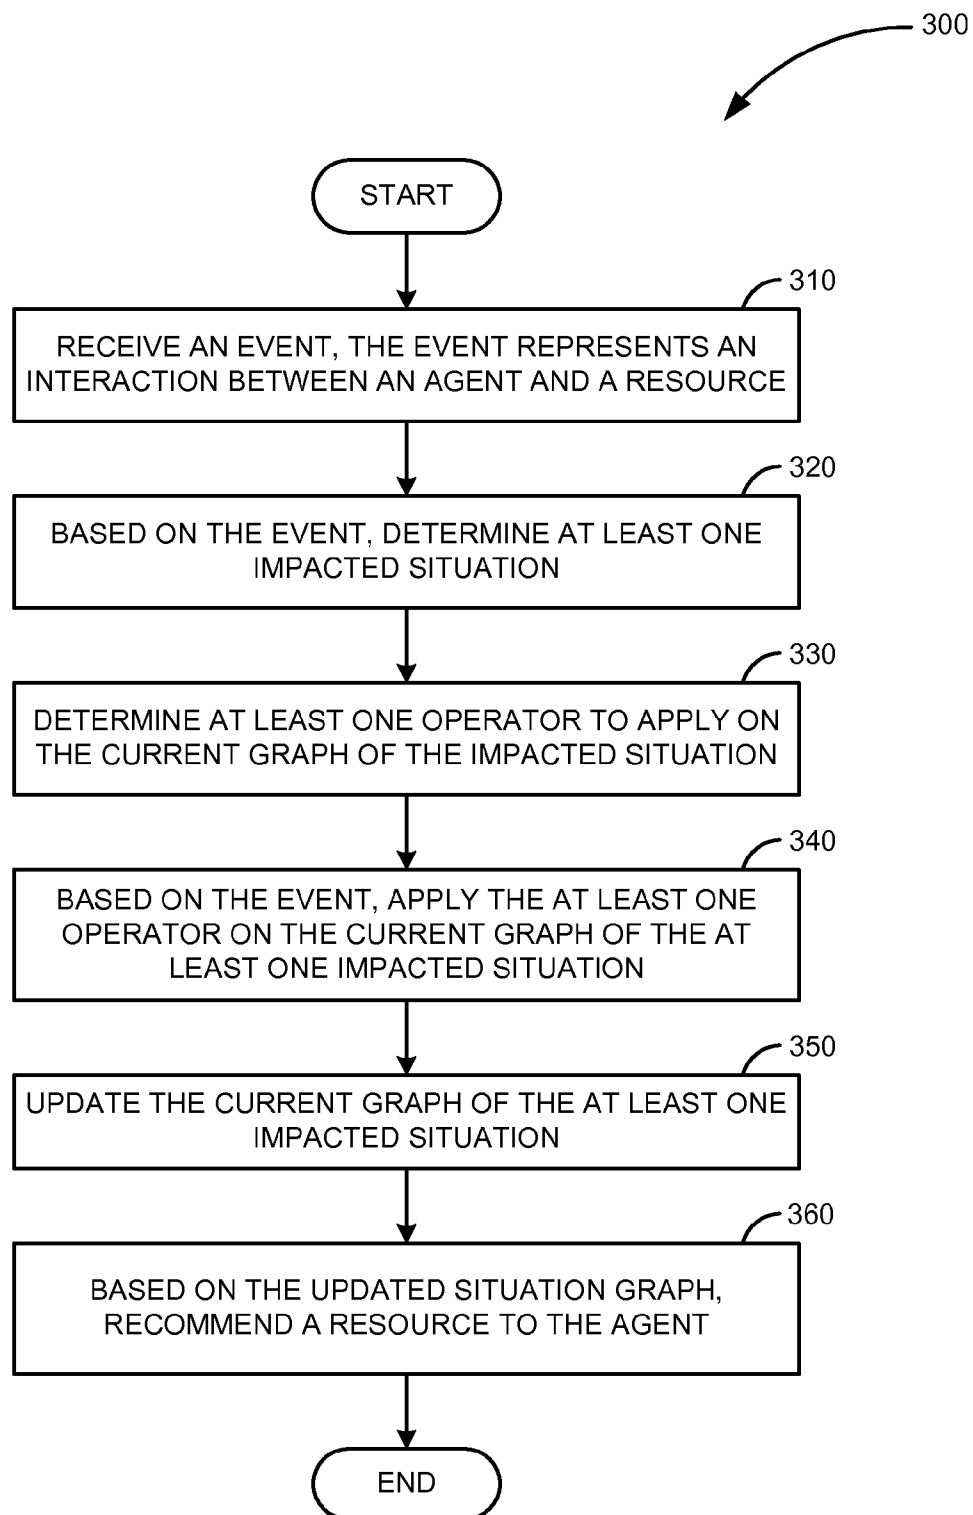 300
START
310
RECEIVE AN EVENT, THE EVENT REPRESENTS AN
INTERACTION BETWEEN AN AGENT AND A RESOURCE
320
BASED ON THE EVENT, DETERMINE AT LEAST ONE
IMPACTED SITUATION
330
DETERMINE AT LEAST ONE OPERATOR TO APPLY ON
THE CURRENT GRAPH OF THE IMPACTED SITUATION
340
BASED ON THE EVENT, APPLY THE AT LEAST ONE
OPERATOR ON THE CURRENT GRAPH OF THE AT
LEAST ONE IMPACTED SITUATION
350
UPDATE THE CURRENT GRAPH OF THE AT LEAST ONE
IMPACTED SITUATION
360
BASED ON THE UPDATED SITUATION GRAPH,
RECOMMEND A RESOURCE TO THE AGENT
END